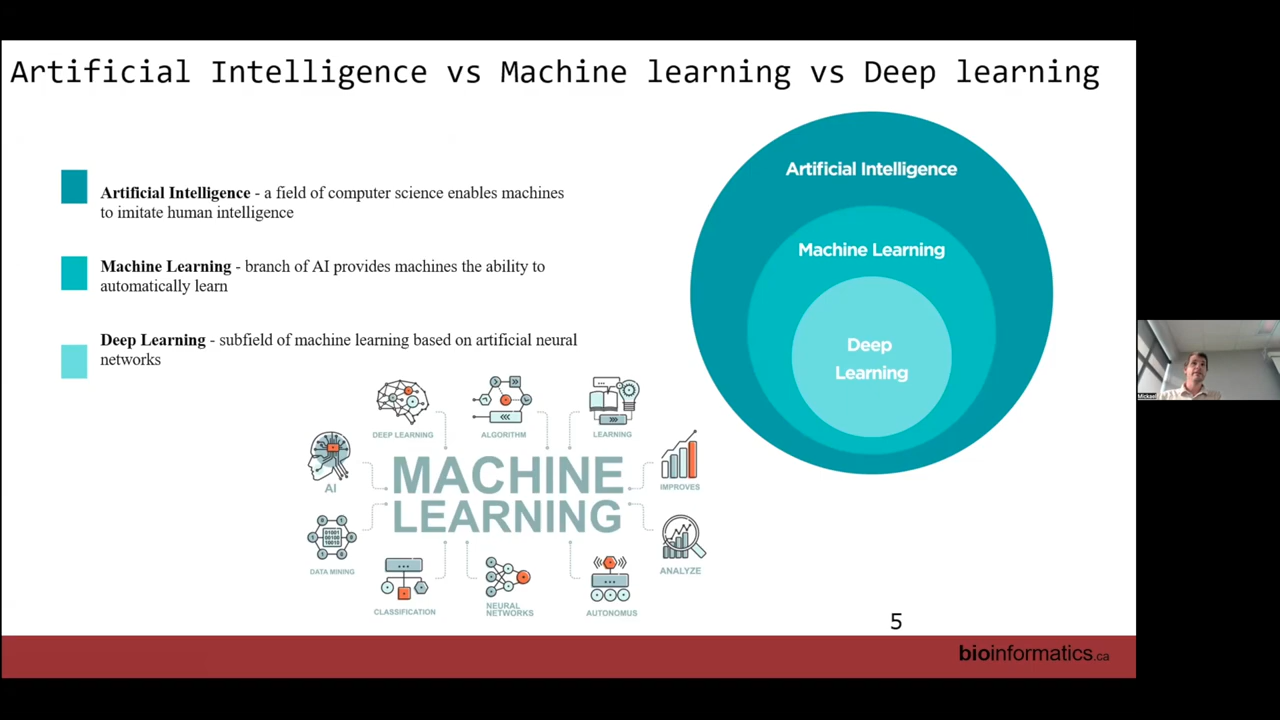 Artificial Intelligence vs Machine learning vs Deep learning
Artificial Intelligence - a field of computer science enables machines
to imitate human intelligence
Machine Learning - branch of AI provides machines the ability to
automatically learn
Deep Learning - subfield of machine learning based on artificial neural
networks
Artificial Intelligence
Machine Learning
Deep
Learning
DEEP LEARNING
ALGORITHM
LEARNING
AI
MACHINE
LEARNING
IMPROVES
DATA MINING
ANALYZE
CLASSIFICATION
NEURAL
NETWORKS
AUTONOMUS
5
bioinformatics.ca